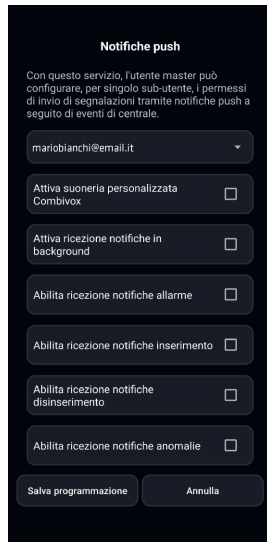 Notifiche push
Con questo servizio, l'utente master può
configurare, per singolo sub-utente, i permessi
di invio di segnalazioni tramite notifiche push a
seguito di eventi di centrale.
mariobianchi@email.it
Attiva suoneria personalizzata
Combivox
Attiva ricezione notifiche in
background
Abilita ricezione notifiche allarme
Abilita ricezione notifiche inserimento
Abilita ricezione notifiche
disinserimento
Abilita ricezione notifiche anomalie
Salva programmazione
Annulla